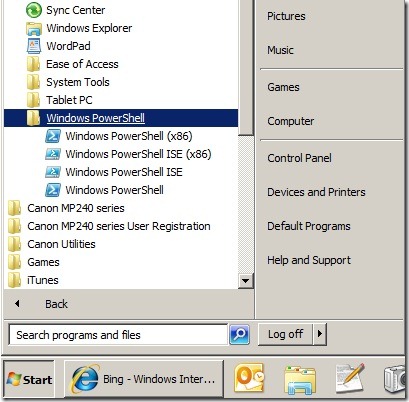 Sync Center
Windows Explorer
WordPad
Ease of Access
System Tools
Tablet PC
Windows PowerShell
Windows PowerShell (x86)
Windows PowerShell ISE (x86)
Windows PowerShell ISE
Windows PowerShell
Canon MP240 series
Canon MP240 series User Registration
Canon Utilities
Games
iTunes
Back
Search programs and files
Pictures
Music
Games
Computer
Control Panel
Devices and Printers
Default Programs
Help and Support
Log off
Start
Bing - Windows Inter...